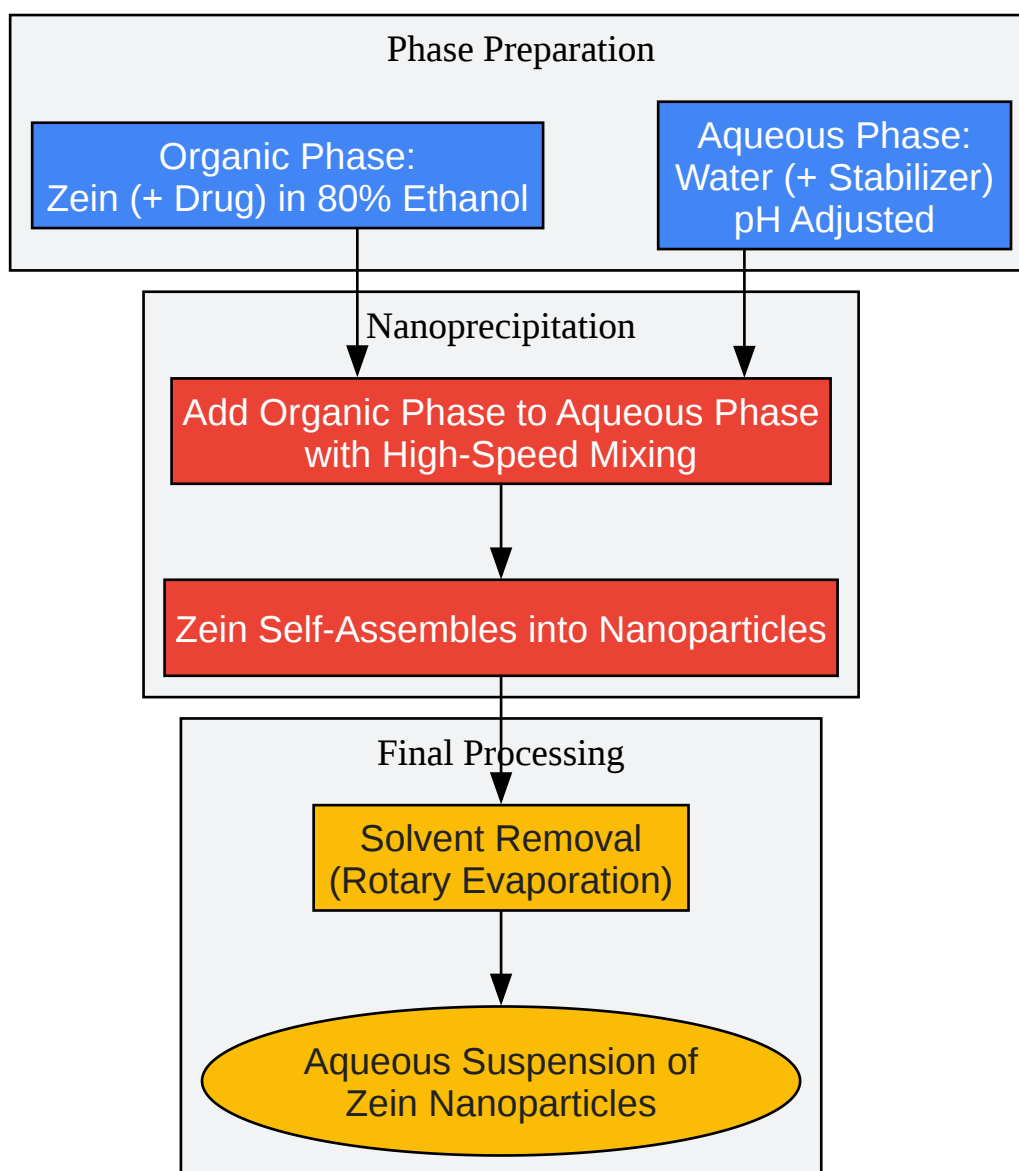 Phase Preparation
Organic Phase:
Zein (+ Drug) in 80% Ethanol
Aqueous Phase:
Water (+ Stabilizer)
pH Adjusted
Nanoprecipitation
Add Organic Phase to Aqueous Phase
with High-Speed Mixing
Zein Self-Assembles into Nanoparticles
Final Processing
Solvent Removal
(Rotary Evaporation)
Aqueous Suspension of
Zein Nanoparticles